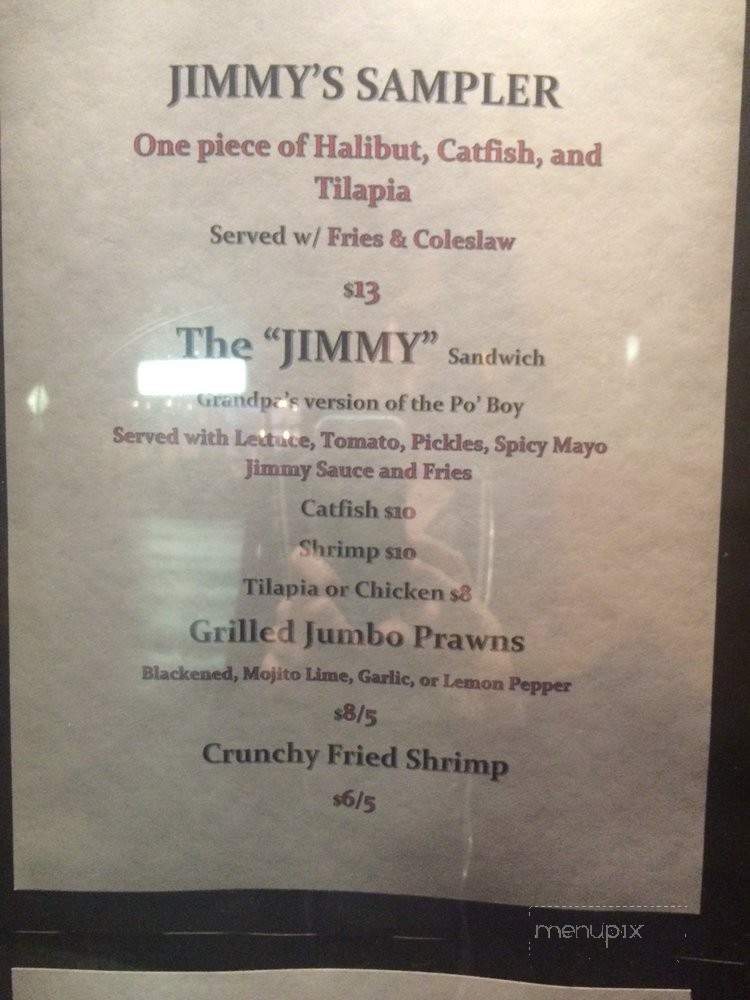 JIMMY'S SAMPLER
One piece of Halibut, Catfish, and
Tilapia
Served w/ Fries & Coleslaw
$13
The "JIMMY" Sandwich
Grandpa's version of the Po' Boy
Served with Lettuce, Tomato, Pickles, Spicy Mayo
Jimmy Sauce and Fries
Catfish $10
Shrimp $10
Tilapia or Chicken $8
Grilled Jumbo Prawns
Blackened, Mojito Lime, Garlic, or Lemon Pepper
$8/5
Crunchy Fried Shrimp
$6/5
menupix